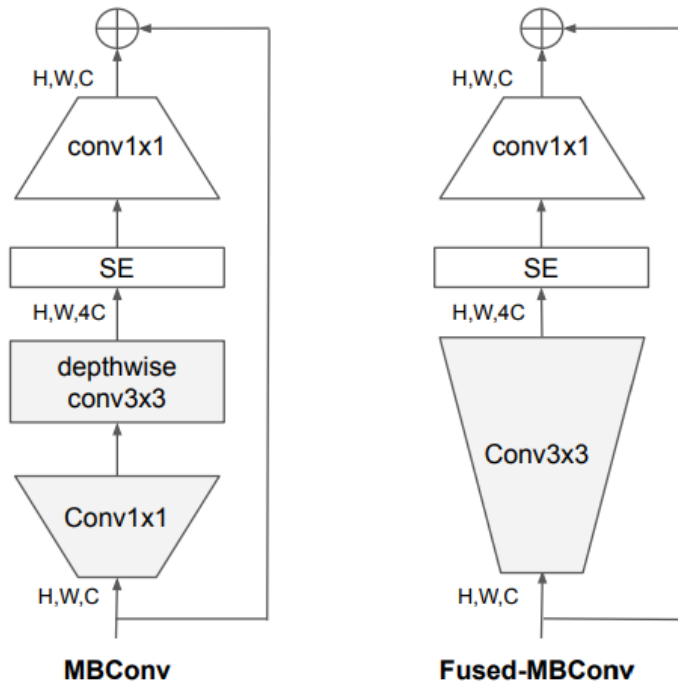 H,W,C
conv1x1
SE
H,W,4C
depthwise
conv3x3
Conv1x1
H,W,C
MBConv
H,W,C
conv1x1
SE
H,W,4C
Conv3x3
H,W,C
Fused-MBConv